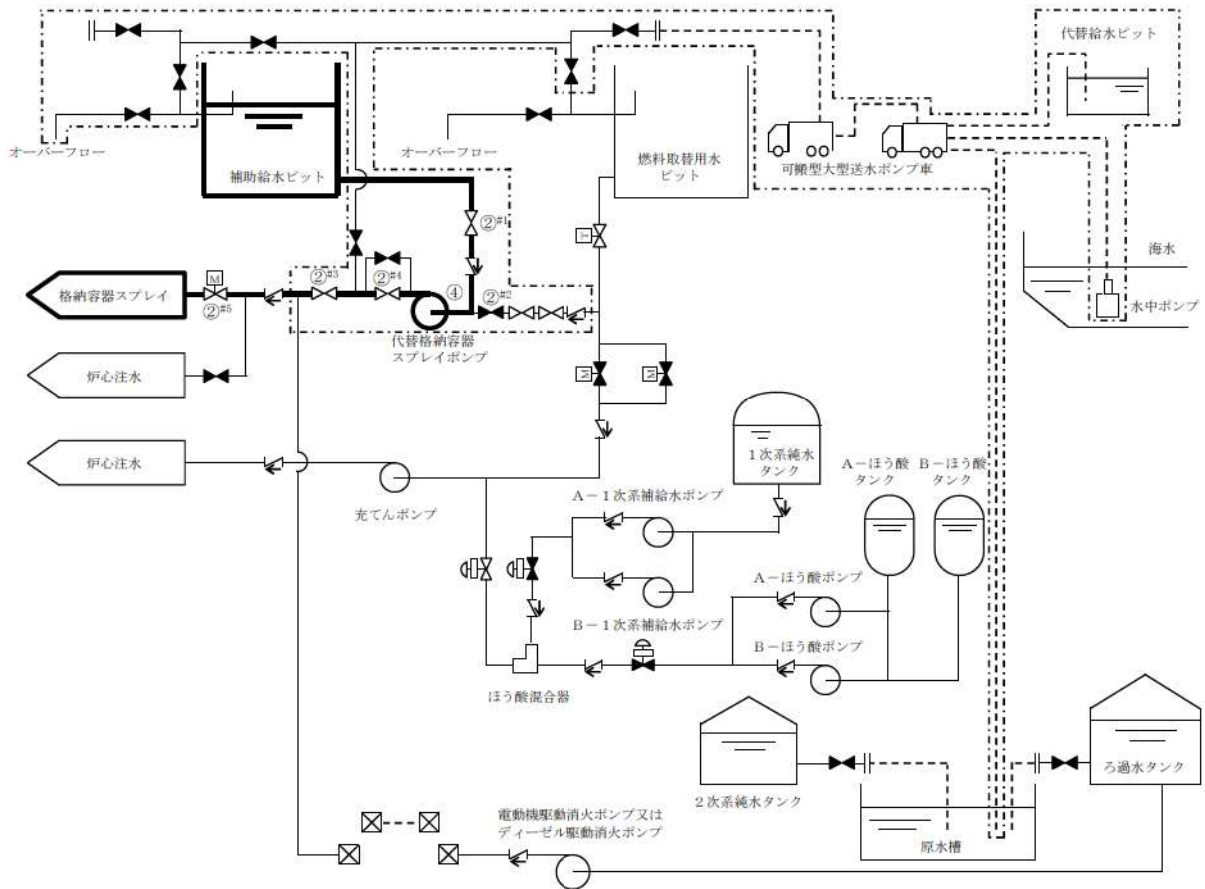 代替給水ピット
オーバーフロー
補助給水ピット
オーバーフロー
燃料取替用水
ピット
可搬型大型送水ポンプ車
海水
水中ポンプ
②#1
T
②#3
②#4
④
②#2
M
②#5
格納容器スプレイ
代替格納容器
スプレイポンプ
炉心注水
M
M
炉心注水
充てんポンプ
1次系純水
タンク
A-ほう酸
タンク
B-ほう酸
タンク
A-1次系補給水ポンプ
A-ほう酸ポンプ
B-1次系補給水ポンプ
B-ほう酸ポンプ
ほう酸混合器
2次系純水タンク
ろ過水タンク
原水槽
電動機駆動消火ポンプ又は
ディーゼル駆動消火ポンプ